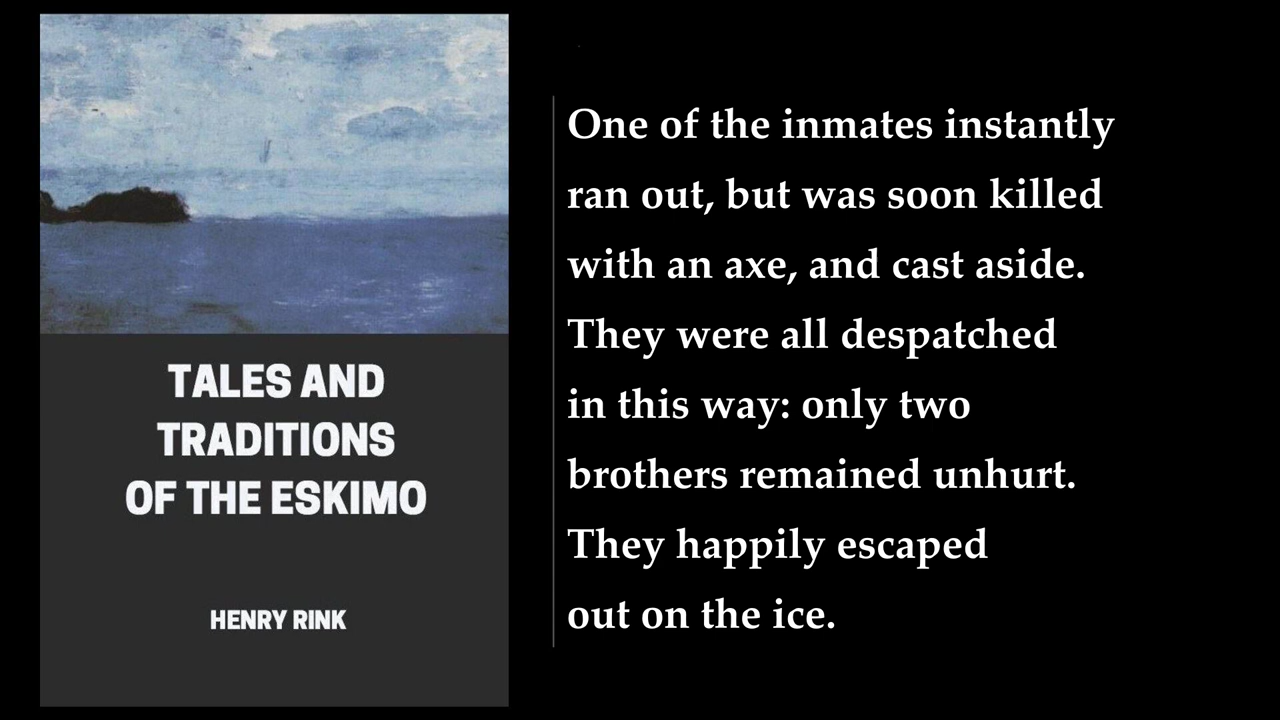 TALES AND
TRADITIONS
OF THE ESKIMO
HENRY RINK
One of the inmates instantly
ran out, but was soon killed
with an axe, and cast aside.
They were all despatched
in this way: only two
brothers remained unhurt.
They happily escaped
out on the ice.